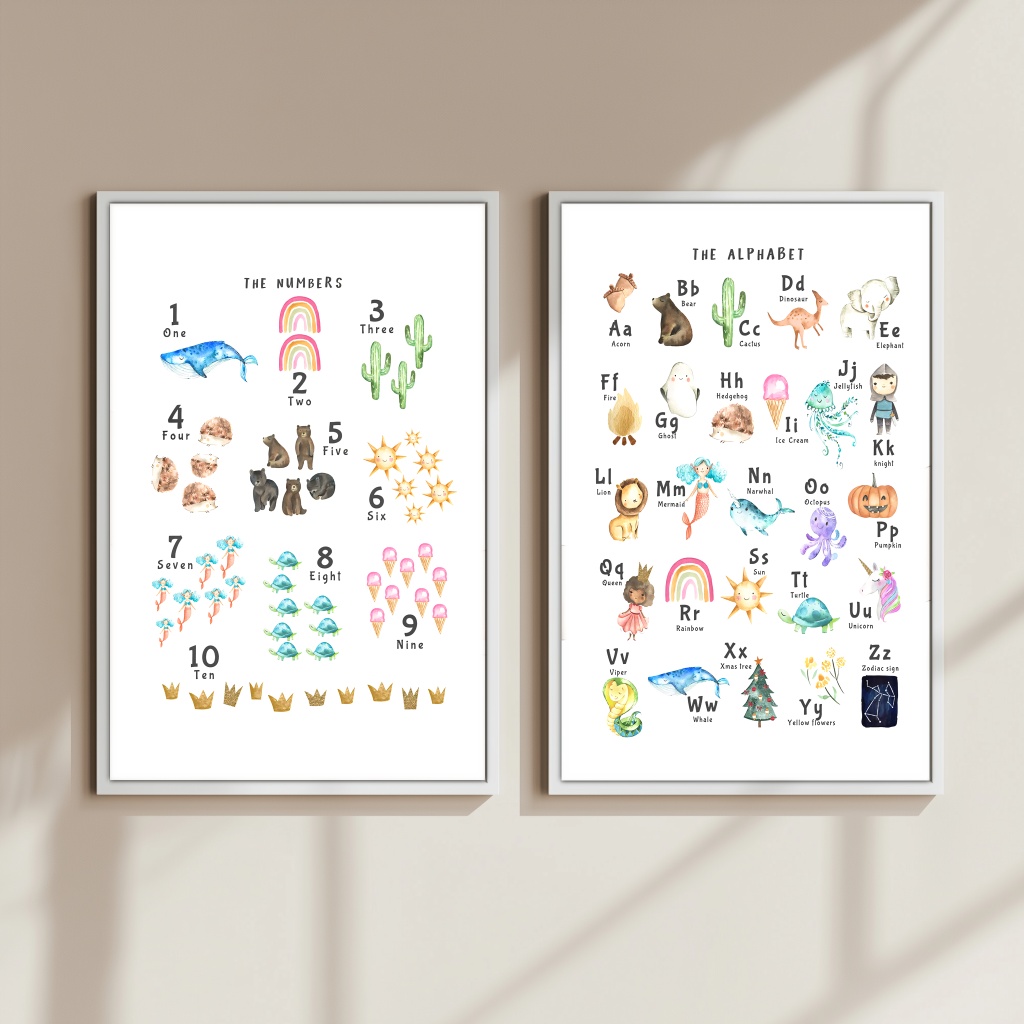 THE NUMBERS
1
One
2
Two
3
Three
4
Four
5
Five
6
Six
7
Seven
8
Eight
9
Nine
10
Ten
THE ALPHABET
Aa
Acorn
Bb
Bear
Cc
Cactus
Dd
Dinosaur
Ee
Elephant
Ff
Fire
Gg
Ghost
Hh
Hedgehog
Ii
Ice Cream
Jj
Jellyfish
Kk
knight
Ll
Lion
Mm
Mermaid
Nn
Narwhal
Oo
Octopus
Pp
Pumpkin
Qq
Queen
Rr
Rainbow
Ss
Sun
Tt
Turtle
Uu
Unicorn
Vv
Viper
Ww
Whale
Xx
Xmas tree
Yy
Yellow flowers
Zz
Zodiac sign